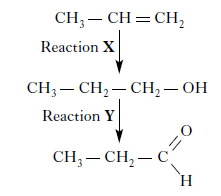 CH₃ — CH = CH₂
Reaction X
CH₃ — CH₂ — CH₂ — OH
Reaction Y
O
CH₃ — CH₂ — C
H